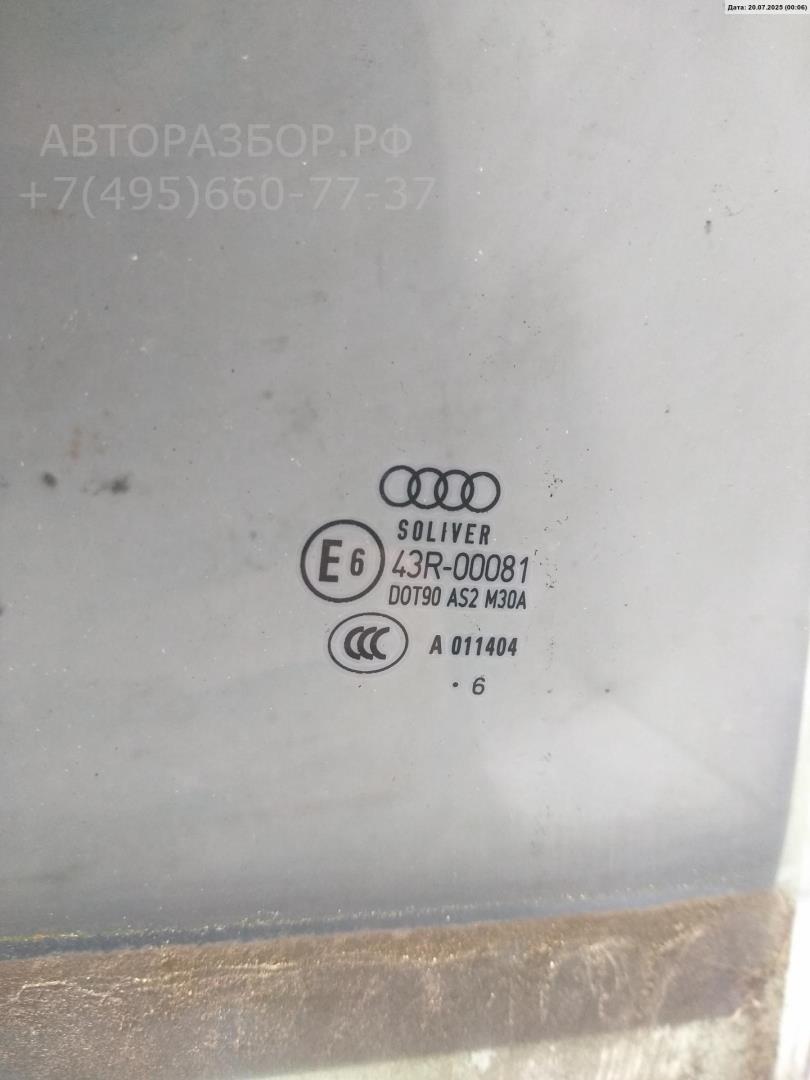 Дата: 20.07.2025 (00:06)
АВТОРАЗБОР.РФ
+7(495)660-77-37
SOLIVER
E6 43R-00081
DOT90 AS2 M30A
CCC A 011404
· 6